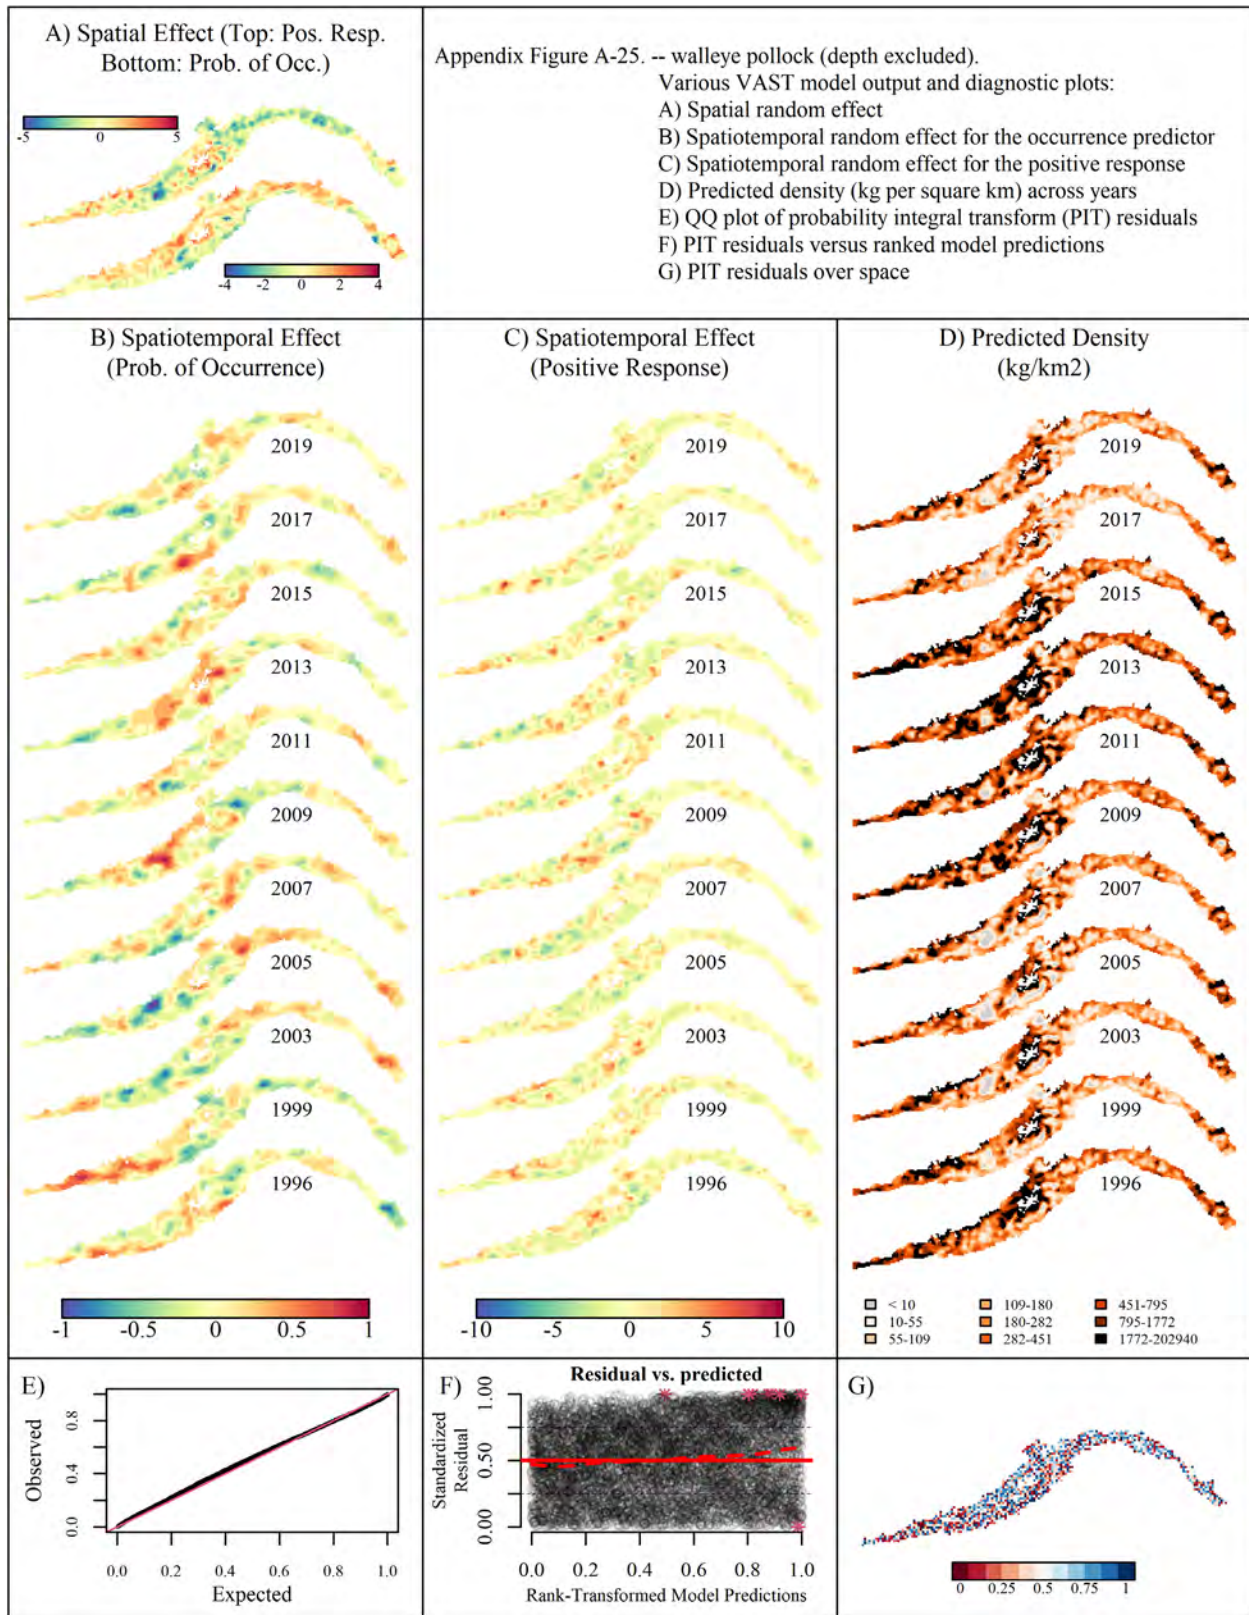 A) Spatial Effect (Top: Pos. Resp.
Bottom: Prob. of Occ.)
-5 0 5
-4 -2 0 2 4
Appendix Figure A-25. -- walleye pollock (depth excluded).
Various VAST model output and diagnostic plots:
A) Spatial random effect
B) Spatiotemporal random effect for the occurrence predictor
C) Spatiotemporal random effect for the positive response
D) Predicted density (kg per square km) across years
E) QQ plot of probability integral transform (PIT) residuals
F) PIT residuals versus ranked model predictions
G) PIT residuals over space
B) Spatiotemporal Effect
(Prob. of Occurrence)
2019
2017
2015
2013
2011
2009
2007
2005
2003
1999
1996
-1 -0.5 0 0.5 1
C) Spatiotemporal Effect
(Positive Response)
2019
2017
2015
2013
2011
2009
2007
2005
2003
1999
1996
-10 -5 0 5 10
D) Predicted Density
(kg/km2)
2019
2017
2015
2013
2011
2009
2007
2005
2003
1999
1996
< 10
10-55
55-109
109-180
180-282
282-451
451-795
795-1772
1772-202940
E)
Observed
0.8
0.4
0.0
0.0 0.2 0.4 0.6 0.8 1.0
Expected
F)
Residual vs. predicted
Standardized
Residual
1.00
0.50
0.00
0.0 0.2 0.4 0.6 0.8 1.0
Rank-Transformed Model Predictions
G)
0 0.25 0.5 0.75 1